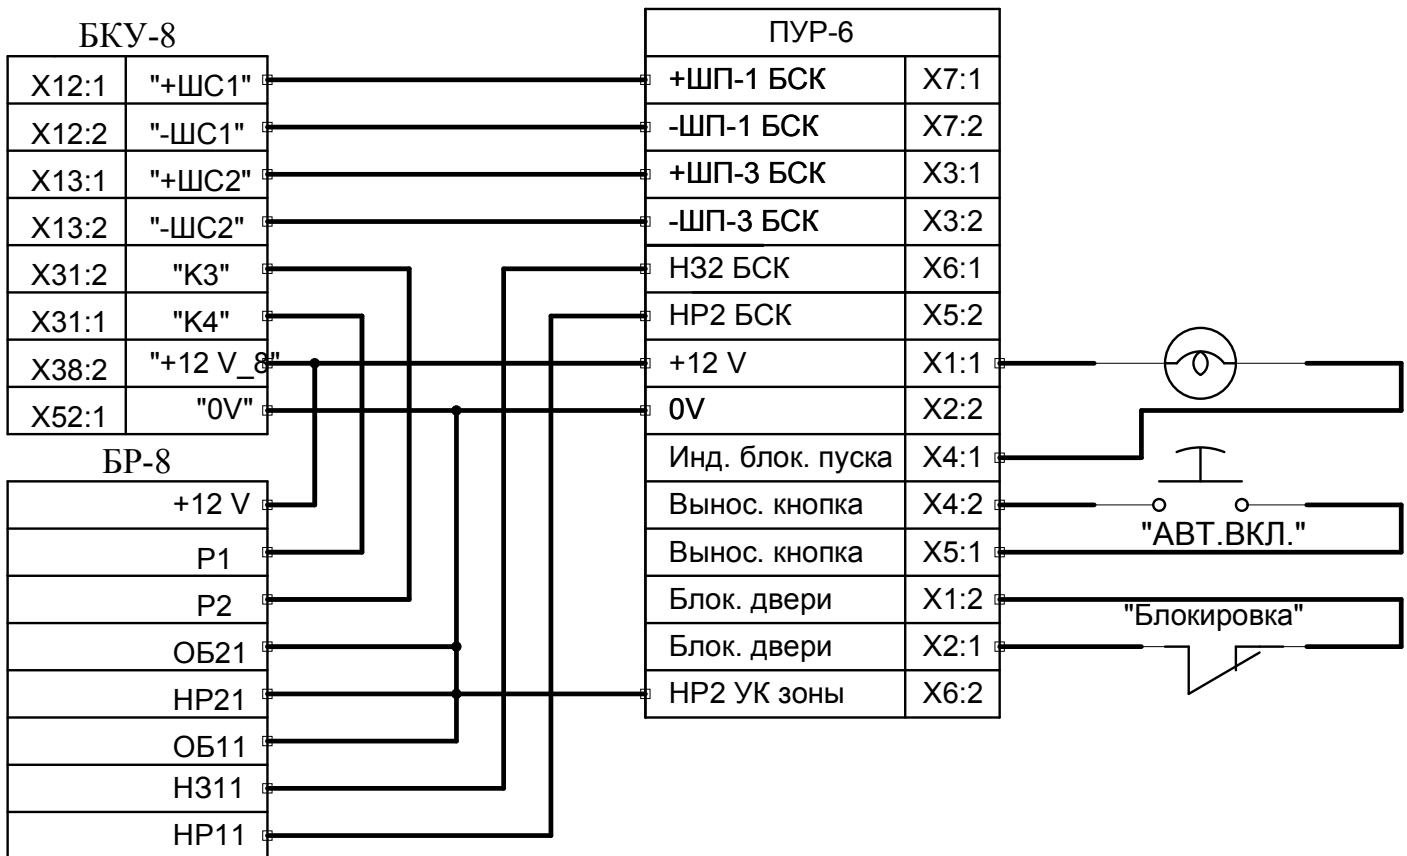 БКУ-8
X12:1 "+ШС1"
X12:2 "-ШС1"
X13:1 "+ШС2"
X13:2 "-ШС2"
X31:2 "К3"
X31:1 "К4"
X38:2 "+12 V_8"
X52:1 "0V"
БР-8
+12 V
Р1
Р2
ОБ21
НР21
ОБ11
НЗ11
НР11
ПУР-6
+ШП-1 БСК X7:1
-ШП-1 БСК X7:2
+ШП-3 БСК X3:1
-ШП-3 БСК X3:2
НЗ2 БСК X6:1
НР2 БСК X5:2
+12 V X1:1
0V X2:2
Инд. блок. пуска X4:1
Вынос. кнопка X4:2
Вынос. кнопка X5:1
Блок. двери X1:2
Блок. двери X2:1
НР2 УК зоны X6:2
"АВТ.ВКЛ."
"Блокировка"